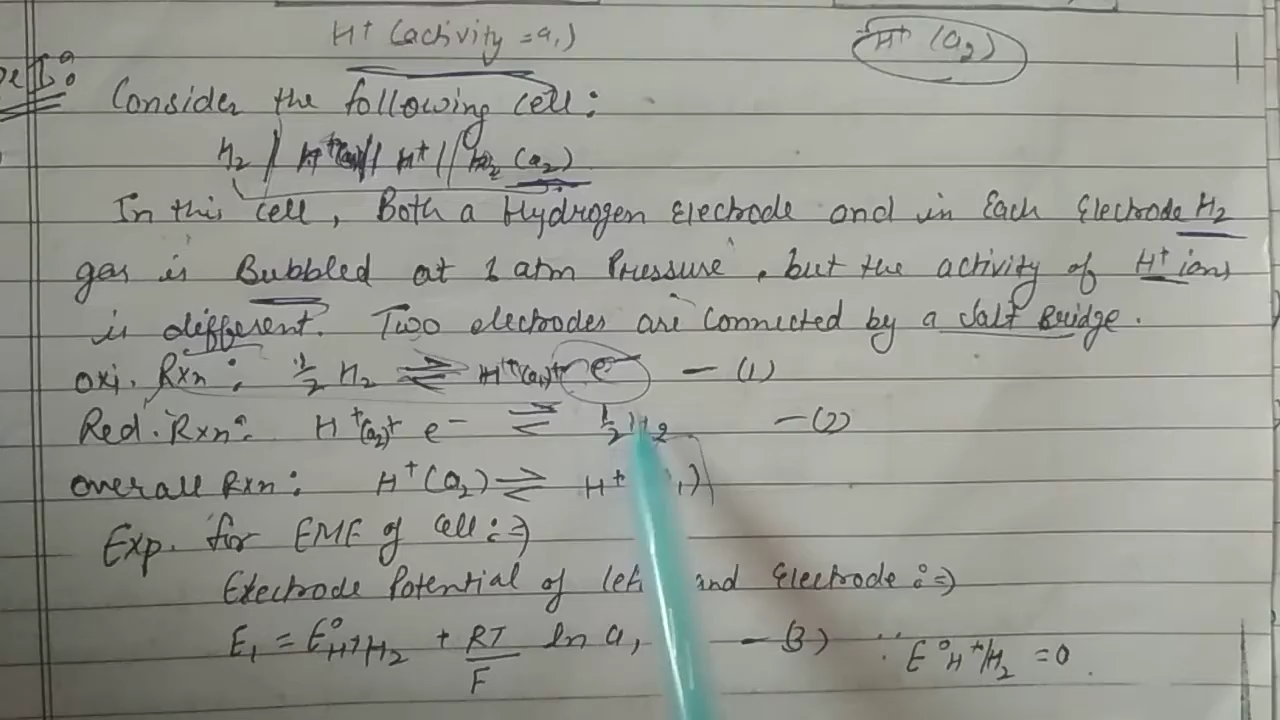 H⁺ (activity = a₁) H⁺ (a₂)
Consider the following cell:
H₂ / H⁺ // H⁺ // H₂ (a₂)
In this cell, Both a Hydrogen Electrode and in Each Electrode H₂
gas is Bubbled at 1 atm Pressure, but the activity of H⁺ ions
is different. Two electrodes are connected by a Salt Bridge.
oxi. Rxn: ½ H₂ ⇌ H⁺(a₁) + e⁻ — (1)
Red. Rxn: H⁺(a₂) + e⁻ ⇌ ½ H₂ — (2)
Overall Rxn: H⁺(a₂) ⇌ H⁺ ₁)
Exp. for EMF of cell :⇒
Electrode Potential of and Electrode :⇒
E₁ = E°H⁺/H₂ + RT/F ln a₁ — (3) ∵ E°H⁺/H₂ = 0.